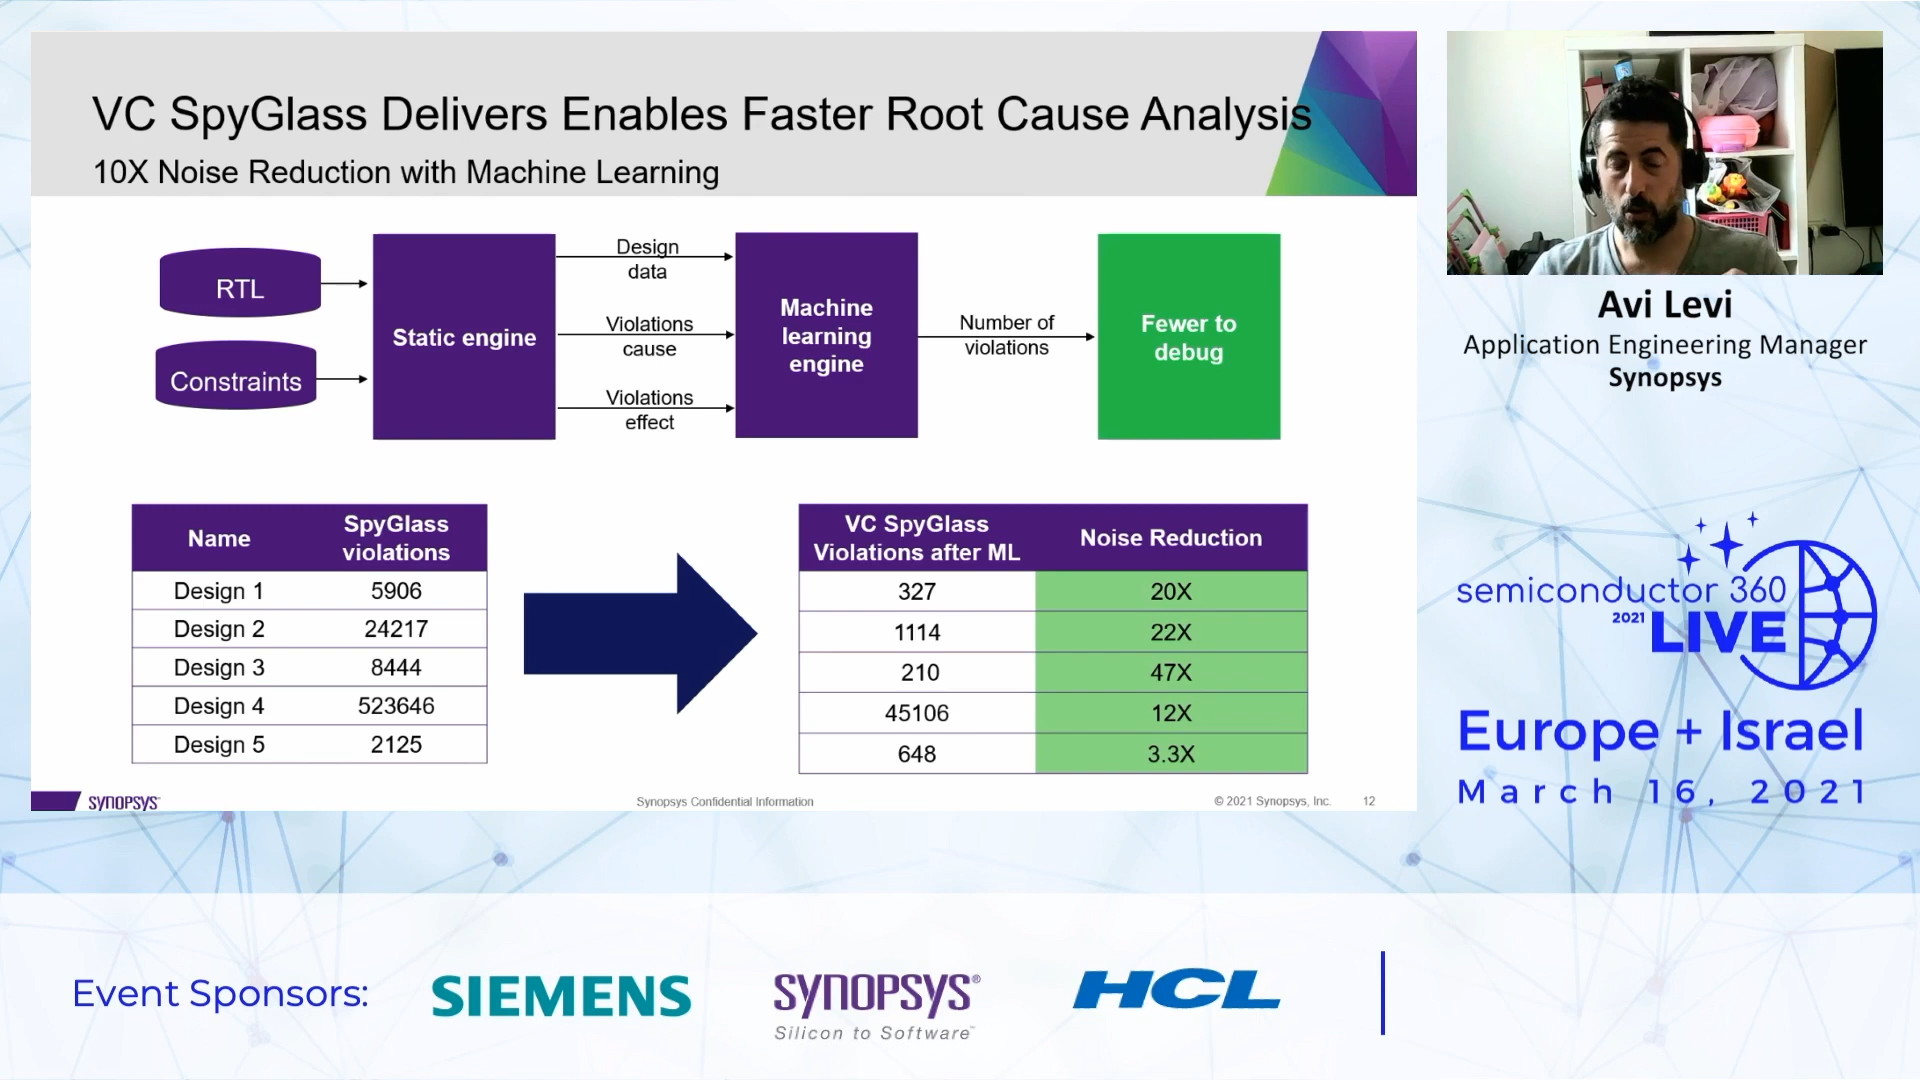 VC SpyGlass Delivers Enables Faster Root Cause Analysis
10X Noise Reduction with Machine Learning
RTL
Constraints
Static engine
Design
data
Violations
cause
Violations
effect
Machine
learning
engine
Number of
violations
Fewer to
debug
Name SpyGlass violations
Design 1 5906
Design 2 24217
Design 3 8444
Design 4 523646
Design 5 2125
VC SpyGlass Violations after ML Noise Reduction
327 20X
1114 22X
210 47X
45106 12X
648 3.3X
SYNOPSYS
Synopsys Confidential Information
© 2021 Synopsys, Inc. 12
Avi Levi
Application Engineering Manager
Synopsys
semiconductor 360
2021 LIVE
Europe + Israel
March 16, 2021
Event Sponsors:
SIEMENS
SYNOPSYS®
Silicon to Software™
HCL